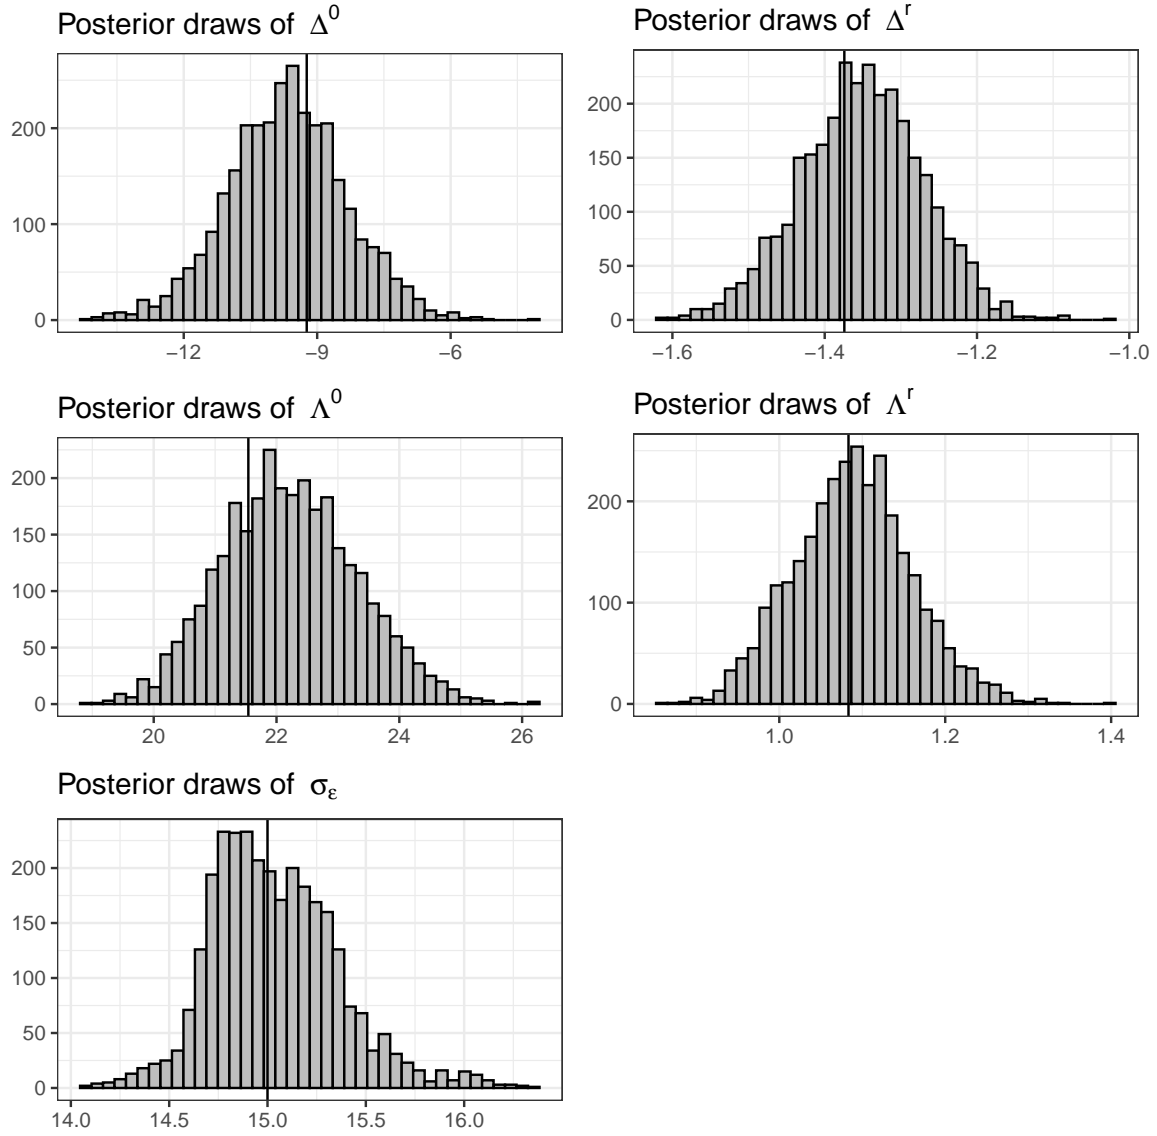 Posterior draws of Δ⁰
200
100
0
−12 −9 −6
Posterior draws of Δʳ
200
150
100
50
0
−1.6 −1.4 −1.2 −1.0
Posterior draws of Λ⁰
200
150
100
50
0
20 22 24 26
Posterior draws of Λʳ
200
100
0
1.0 1.2 1.4
Posterior draws of σ_ε
200
150
100
50
0
14.0 14.5 15.0 15.5 16.0